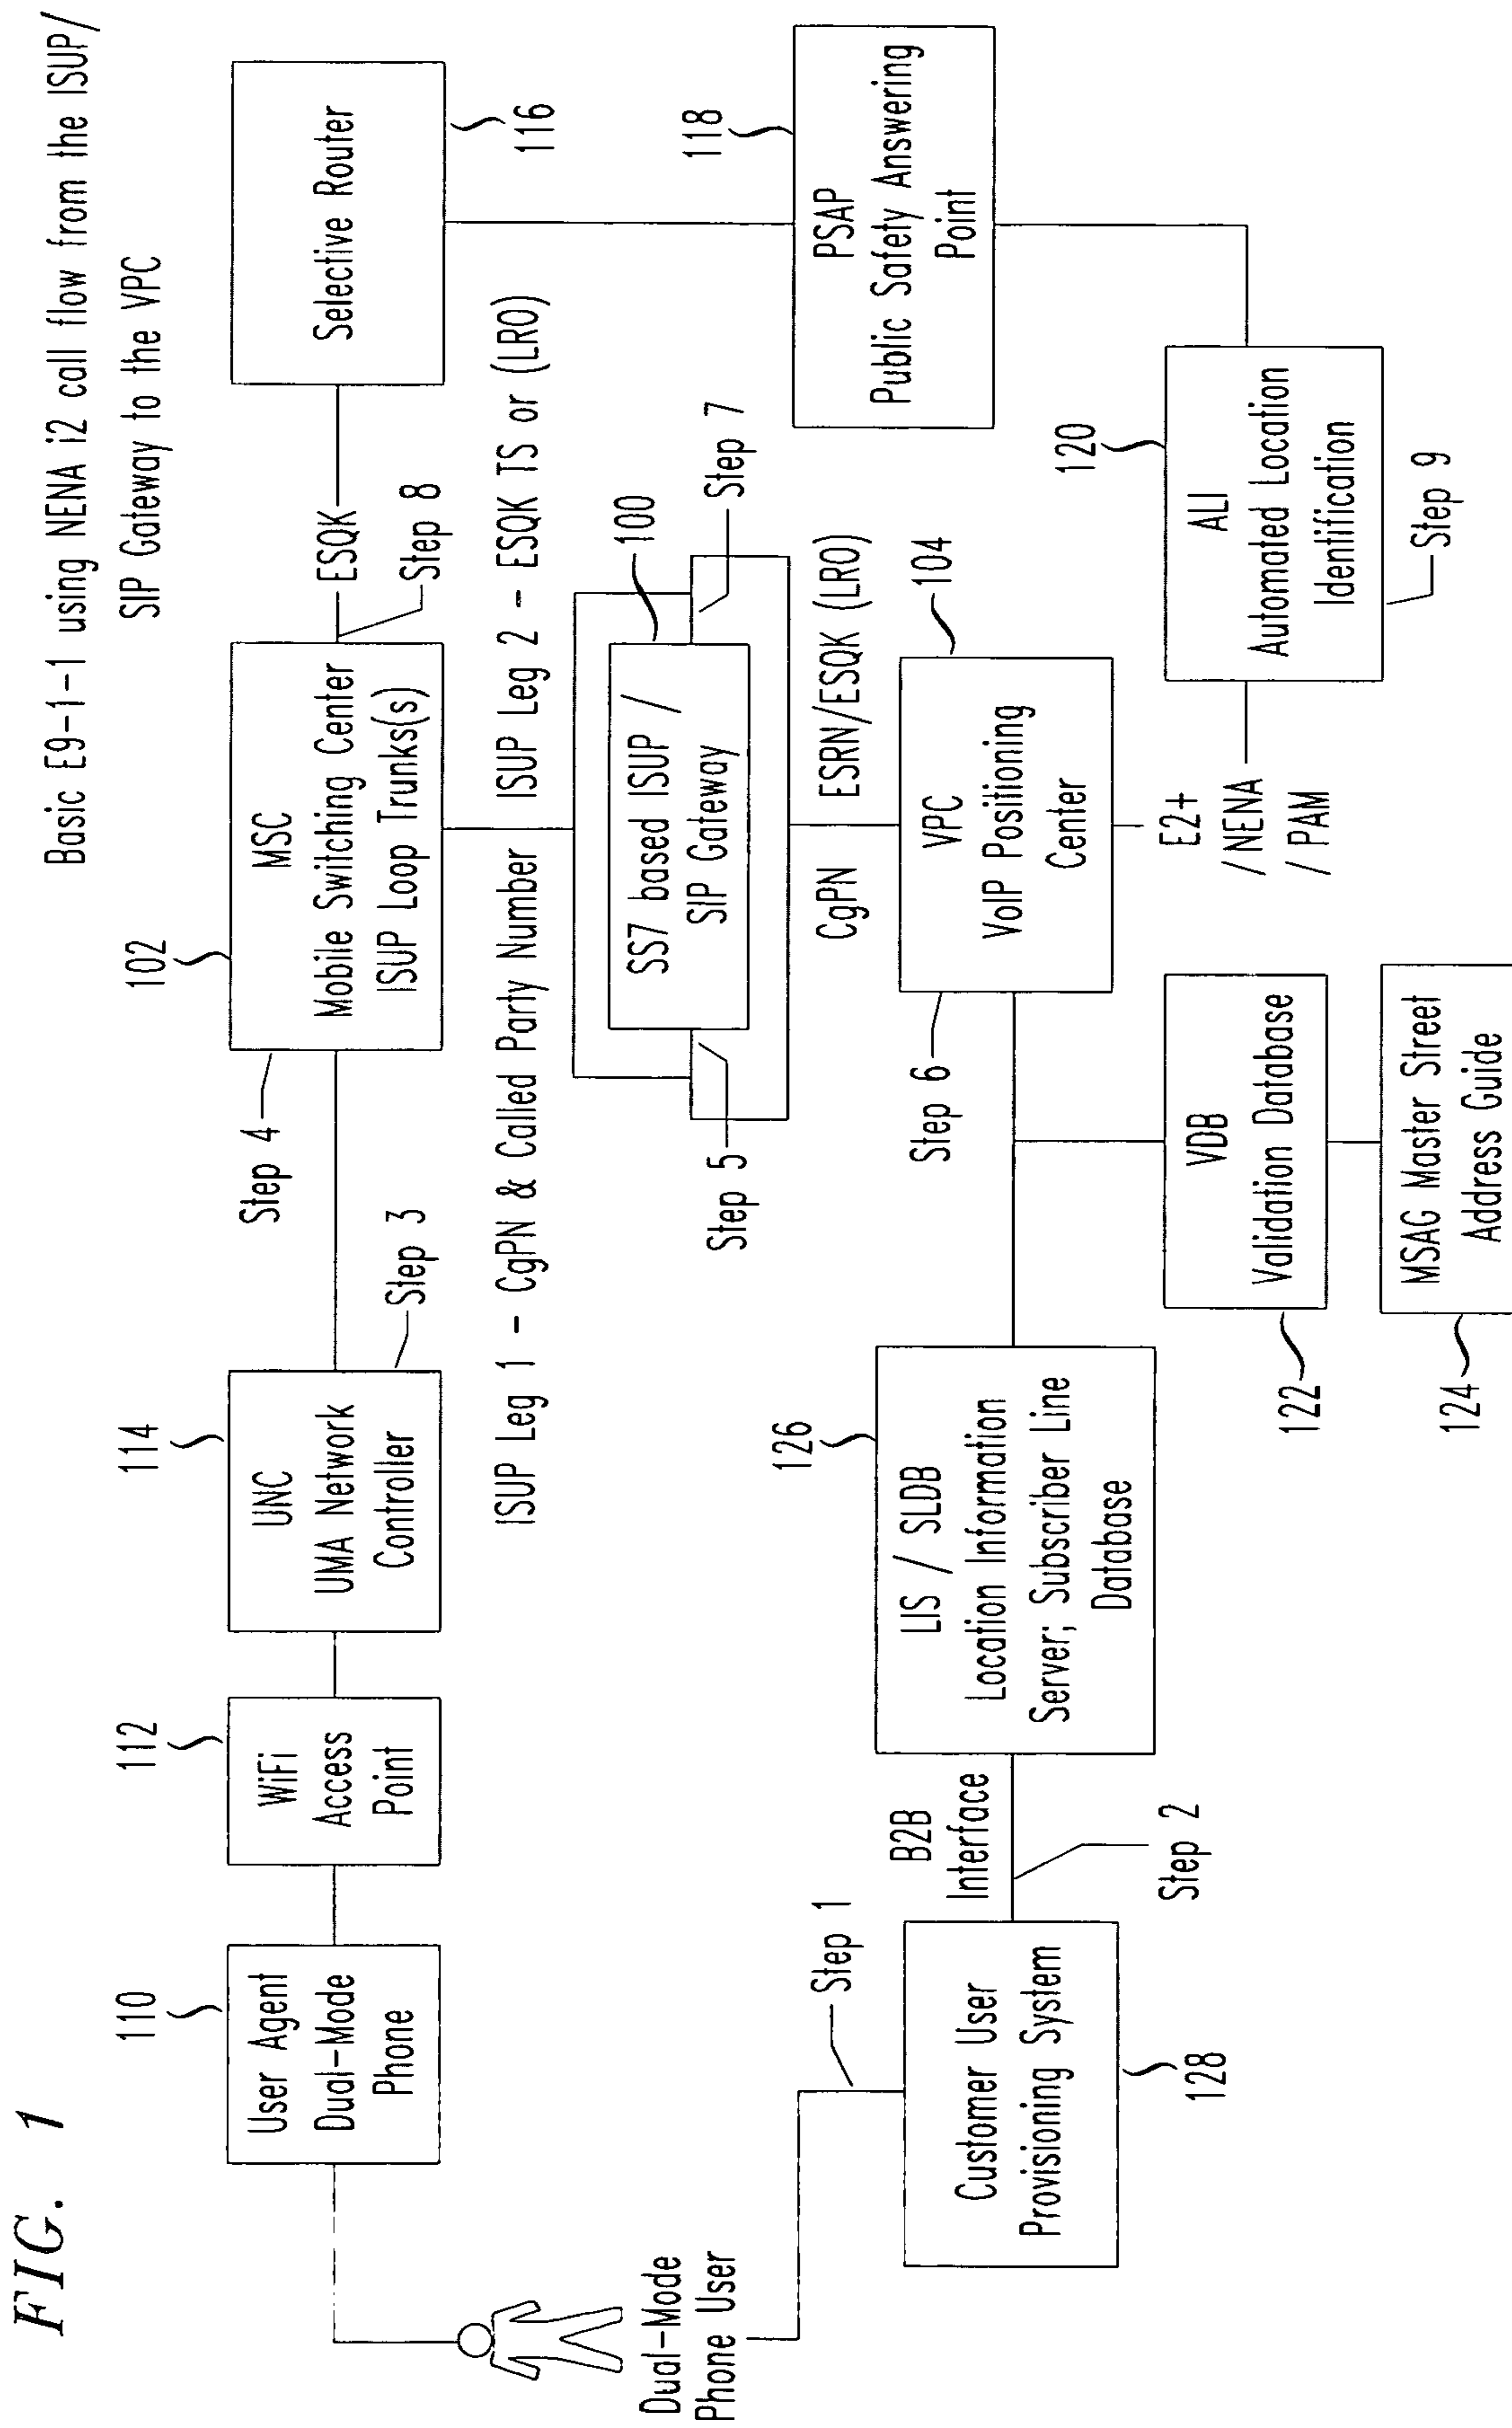 FIG. 1
Basic E9-1-1 using NENA i2 call flow from the ISUP/
SIP Gateway to the VPC
110
User Agent
Dual-Mode
Phone
112
WiFi
Access
Point
114
UNC
UMA Network
Controller
Step 3
Step 4
102
MSC
Mobile Switching Center
ISUP Loop Trunks(s)
ESQK
Step 8
Selective Router
116
ISUP Leg 1 - CgPN & Called Party Number
ISUP Leg 2 - ESQK TS or (LRO)
100
SS7 based ISUP /
SIP Gateway
Step 5
Step 7
118
PSAP
Public Safety Answering
Point
Dual-Mode
Phone User
Step 1
Customer User
Provisioning System
128
B2B
Interface
Step 2
126
LIS / SLDB
Location Information
Server; Subscriber Line
Database
CgPN
ESRN/ESQK (LRO)
104
VPC
VoIP Positioning
Center
Step 6
E2+
/NENA
/ PAM
120
ALI
Automated Location
Identification
Step 9
VDB
Validation Database
122
MSAG Master Street
Address Guide
124